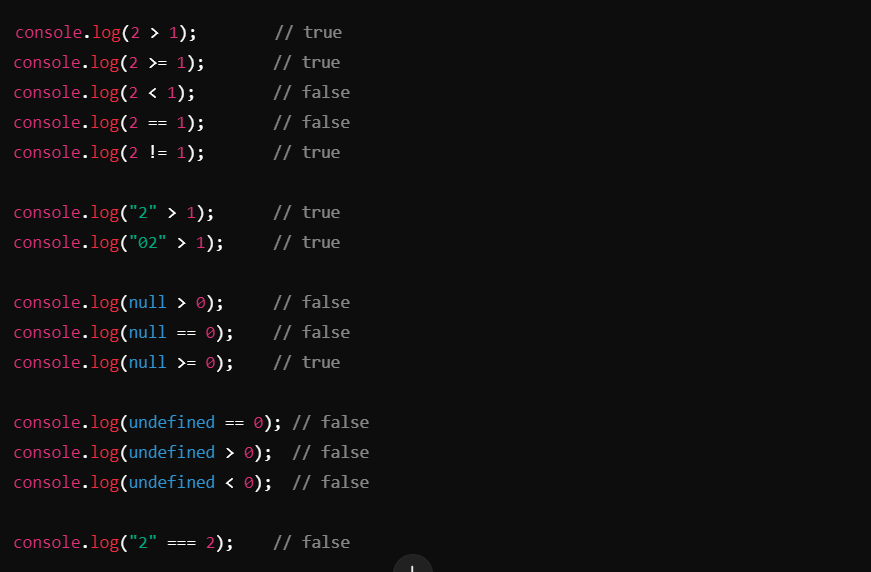 console.log(2 > 1);        // true
console.log(2 >= 1);       // true
console.log(2 < 1);        // false
console.log(2 == 1);       // false
console.log(2 != 1);       // true

console.log("2" > 1);      // true
console.log("02" > 1);     // true

console.log(null > 0);     // false
console.log(null == 0);    // false
console.log(null >= 0);    // true

console.log(undefined == 0); // false
console.log(undefined > 0);  // false
console.log(undefined < 0);  // false

console.log("2" === 2);    // false